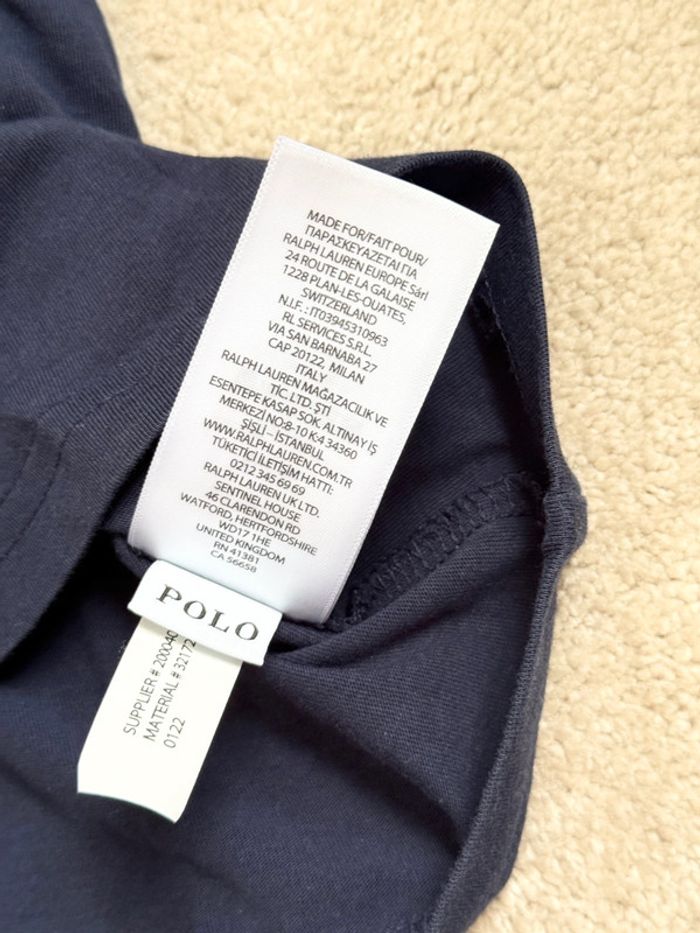 MADE FOR/FAIT POUR/
ΠΑΡΑΣΚΕΥΑΖΕΤΑΙ ΓΙΑ
RALPH LAUREN EUROPE Sàrl
24 ROUTE DE LA GALAISE
1228 PLAN-LES-OUATES,
SWITZERLAND
N.I.F. : IT03945310963
RL SERVICES S.R.L.
VIA SAN BARNABA 27
CAP 20122, MILAN
ITALY
RALPH LAUREN MAĞAZACILIK VE
TİC. LTD. ŞTİ
ESENTEPE KASAP SOK. ALTINAY İŞ
MERKEZİ NO:8-10 K:4 34360
ŞİŞLİ – İSTANBUL
WWW.RALPHLAUREN.COM.TR
TÜKETİCİ İLETİŞİM HATTI:
0212 345 69 69
RALPH LAUREN UK LTD.
SENTINEL HOUSE
46 CLARENDON RD
WATFORD, HERTFORDSHIRE
WD17 1HE
UNITED KINGDOM
RN 41381
CA 56658
POLO
SUPPLIER # 200040
MATERIAL # 32172
0122